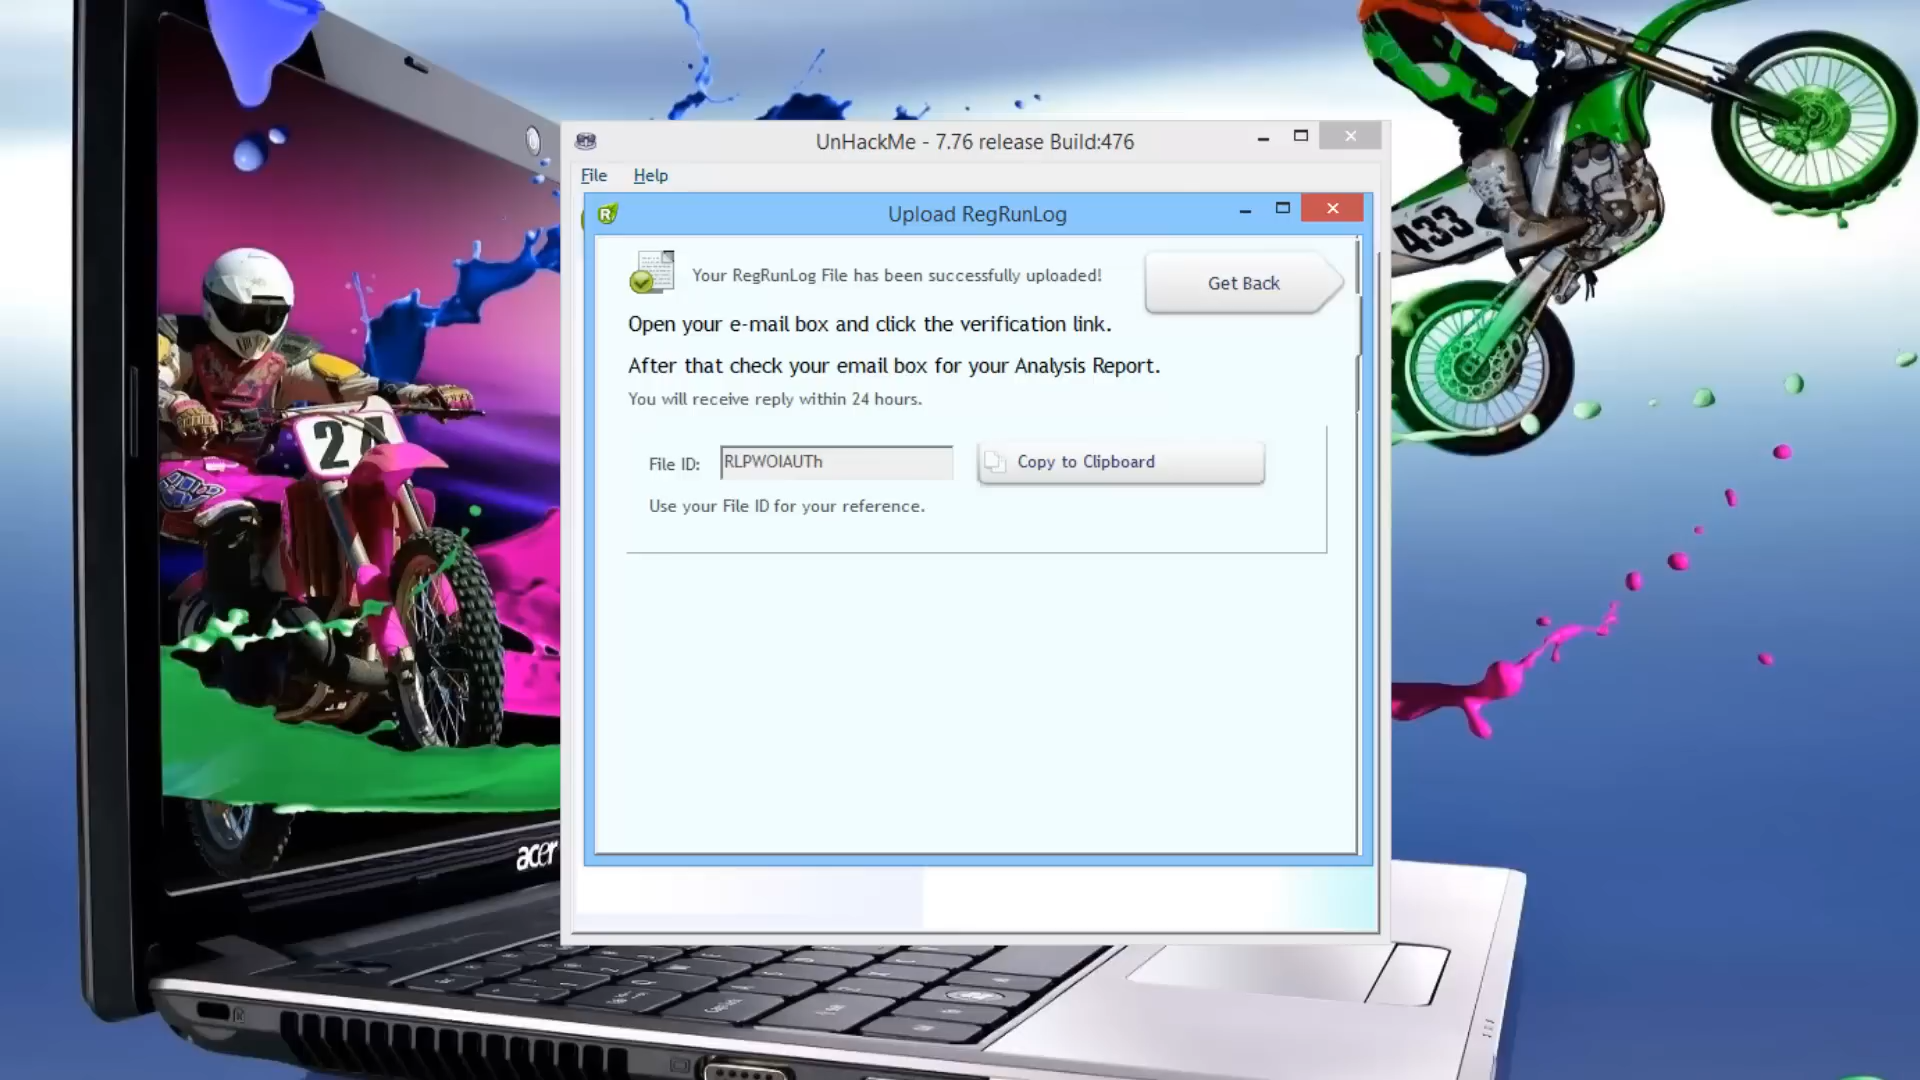 UnHackMe - 7.76 release Build:476
File Help
Upload RegRunLog
Your RegRunLog File has been successfully uploaded!
Get Back
Open your e-mail box and click the verification link.
After that check your email box for your Analysis Report.
You will receive reply within 24 hours.
File ID:
RLPWOIAUTh
Copy to Clipboard
Use your File ID for your reference.
433
acer